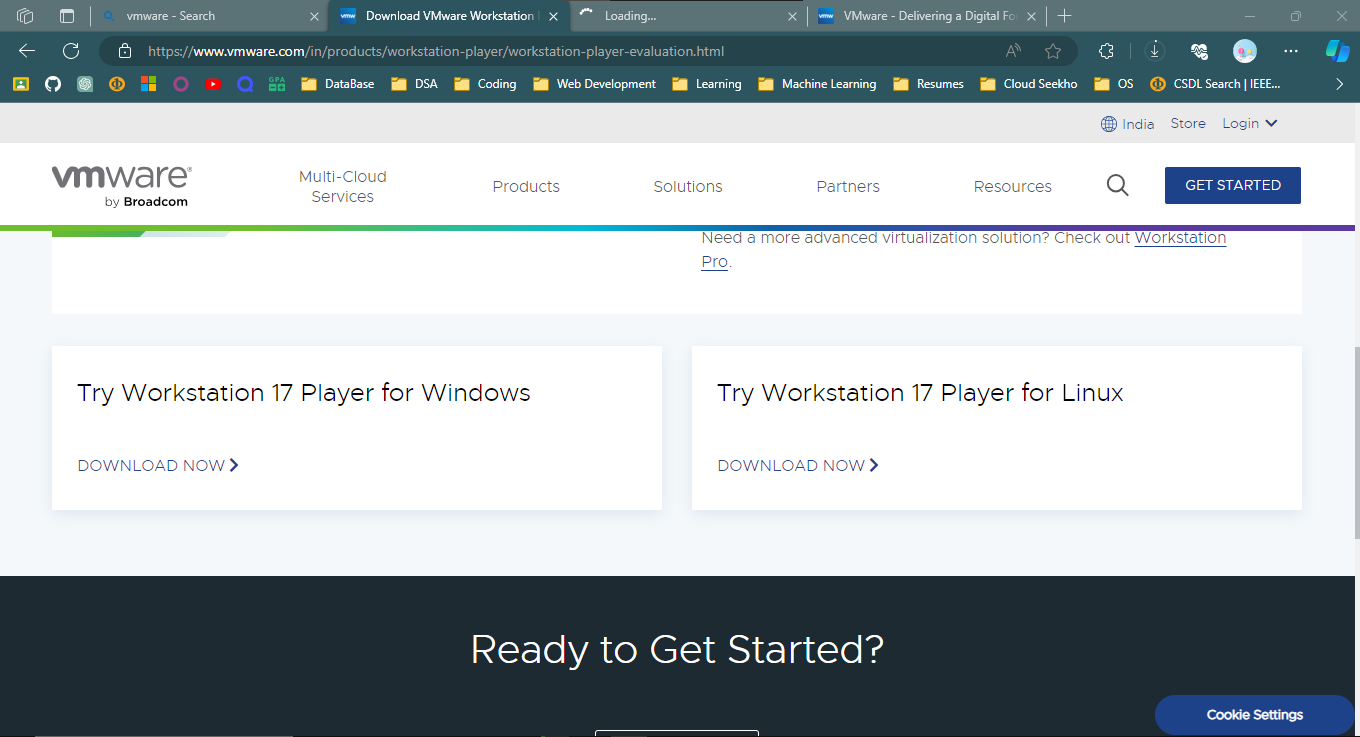 vmware - Search
Download VMware Workstation
Loading...
VMware - Delivering a Digital Fo
https://www.vmware.com/in/products/workstation-player/workstation-player-evaluation.html
GPA
DataBase
DSA
Coding
Web Development
Learning
Machine Learning
Resumes
Cloud Seekho
OS
CSDL Search | IEEE...
India
Store
Login
vmware®
by Broadcom
Multi-Cloud
Services
Products
Solutions
Partners
Resources
GET STARTED
Need a more advanced virtualization solution? Check out Workstation
Pro.
Try Workstation 17 Player for Windows
Try Workstation 17 Player for Linux
DOWNLOAD NOW
DOWNLOAD NOW
Ready to Get Started?
Cookie Settings